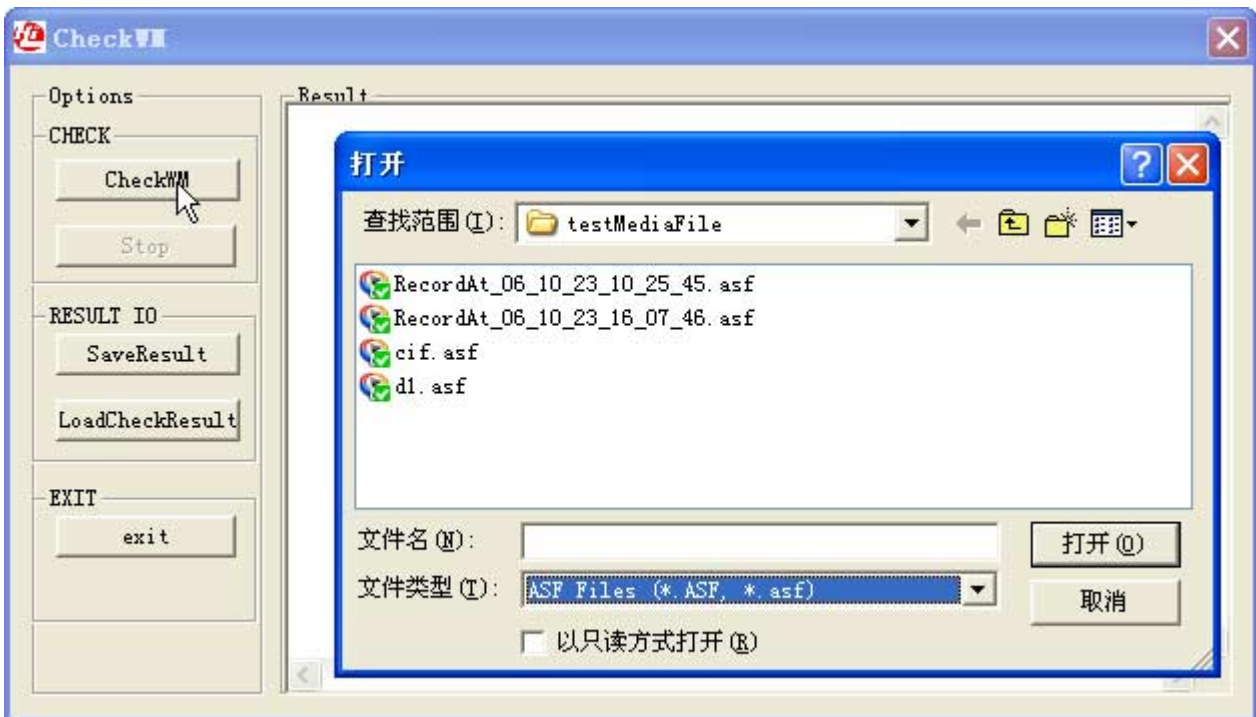 CheckWM
Options
CHECK
CheckWM
Stop
RESULT IO
SaveResult
LoadCheckResult
EXIT
exit
Result
打开
查找范围(I): testMediaFile
RecordAt_06_10_23_10_25_45.asf
RecordAt_06_10_23_16_07_46.asf
cif.asf
d1.asf
文件名(N):
打开(O)
文件类型(T): ASF Files (*.ASF, *.asf)
取消
以只读方式打开(R)